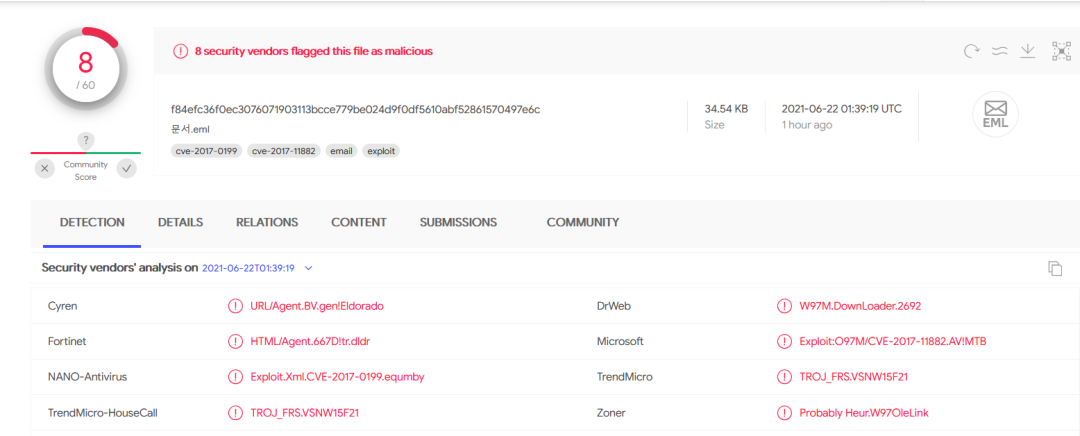 8
/ 60
?
Community
Score
8 security vendors flagged this file as malicious
f84efc36f0ec3076071903113bcce779be024d9f0df5610abf52861570497e6c
문서.eml
cve-2017-0199 cve-2017-11882 email exploit
34.54 KB
Size
2021-06-22 01:39:19 UTC
1 hour ago
EML
DETECTION DETAILS RELATIONS CONTENT SUBMISSIONS COMMUNITY
Security vendors' analysis on 2021-06-22T01:39:19
Cyren URL/Agent.BV.gen!Eldorado DrWeb W97M.DownLoader.2692
Fortinet HTML/Agent.667D!tr.dldr Microsoft Exploit:O97M/CVE-2017-11882.AV!MTB
NANO-Antivirus Exploit.Xml.CVE-2017-0199.equmby TrendMicro TROJ_FRS.VSNW15F21
TrendMicro-HouseCall TROJ_FRS.VSNW15F21 Zoner Probably Heur.W97OleLink